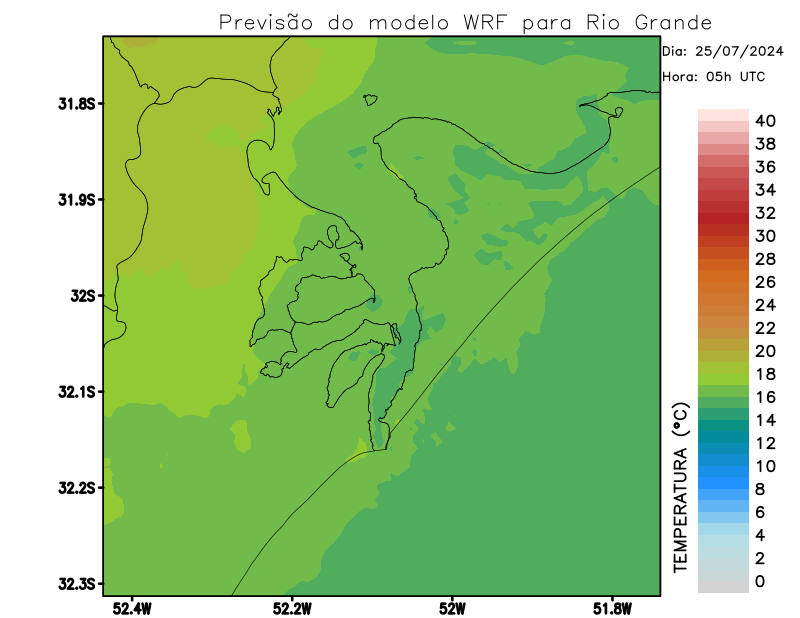 Previsão do modelo WRF para Rio Grande
Dia: 25/07/2024
Hora: 05h UTC
31.8S
31.9S
32S
32.1S
32.2S
32.3S
52.4W
52.2W
52W
51.8W
TEMPERATURA (°C)
40
38
36
34
32
30
28
26
24
22
20
18
16
14
12
10
8
6
4
2
0